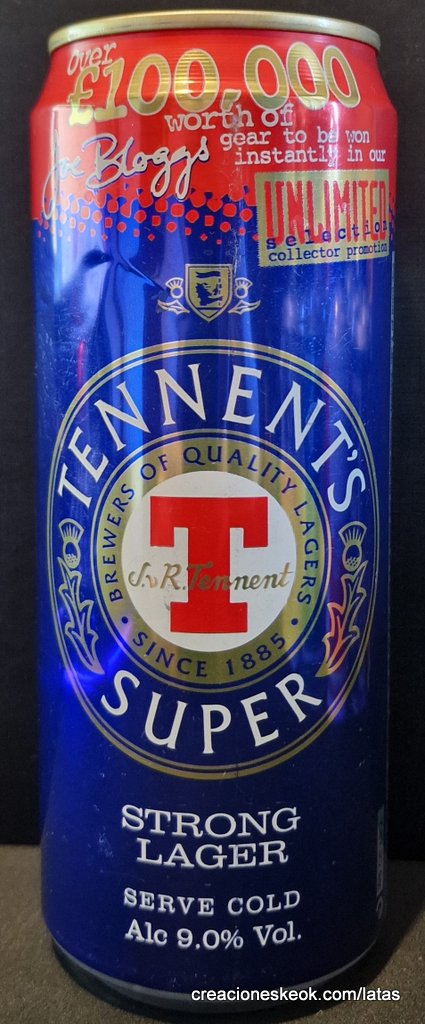 Over
£100,000
worth of
gear to be won
instantly in our
Joe Bloggs
UNLIMITED
selection
collector promotion
TENNENT'S
BREWERS OF QUALITY LAGERS
T
J. & R. Tennent
• SINCE 1885 •
SUPER
STRONG
LAGER
SERVE COLD
Alc 9.0% Vol.
creacioneskeok.com/latas